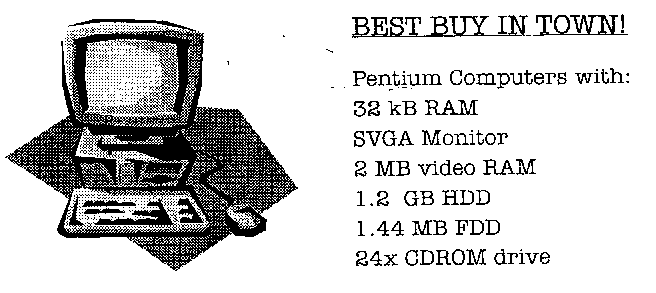 BEST BUY IN TOWN!
Pentium Computers with:
32 kB RAM
SVGA Monitor
2 MB video RAM
1.2 GB HDD
1.44 MB FDD
24x CDROM drive